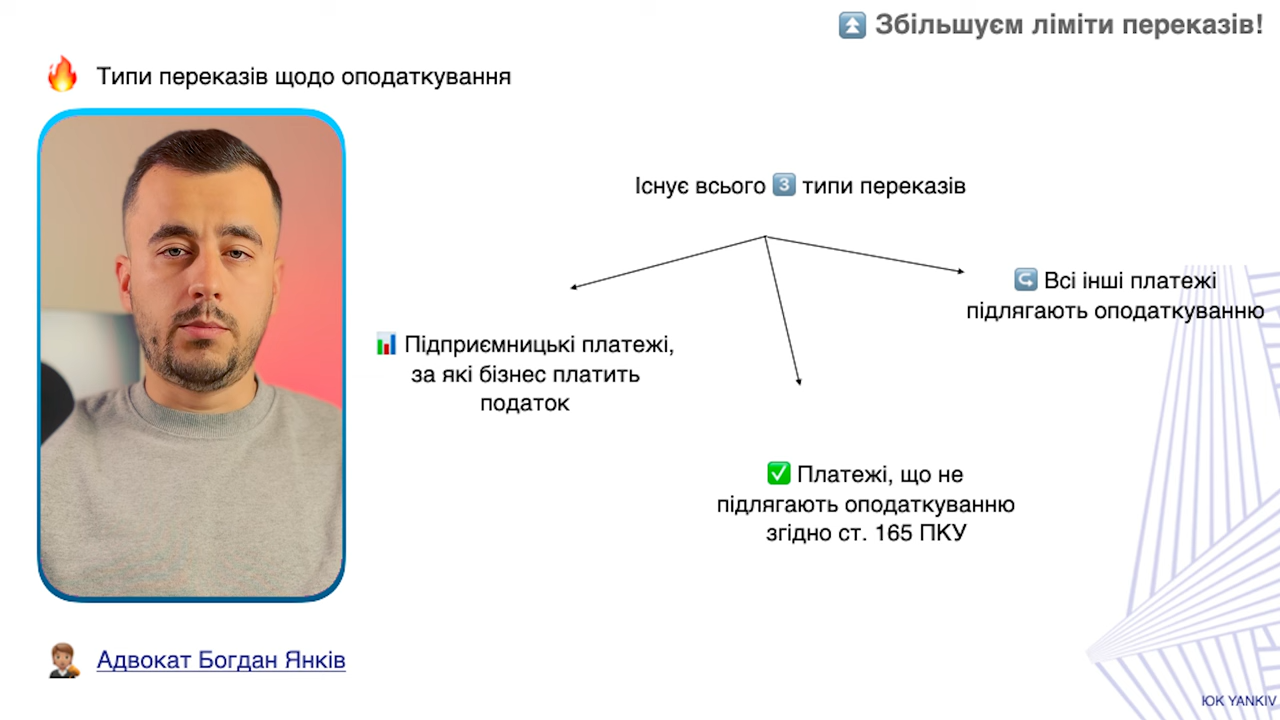 Збільшуєм ліміти переказів!
Типи переказів щодо оподаткування
Існує всього 3 типи переказів
Всі інші платежі
підлягають оподаткуванню
Підприємницькі платежі,
за які бізнес платить
податок
Платежі, що не
підлягають оподаткуванню
згідно ст. 165 ПКУ
Адвокат Богдан Янків
ЮК YANKIV